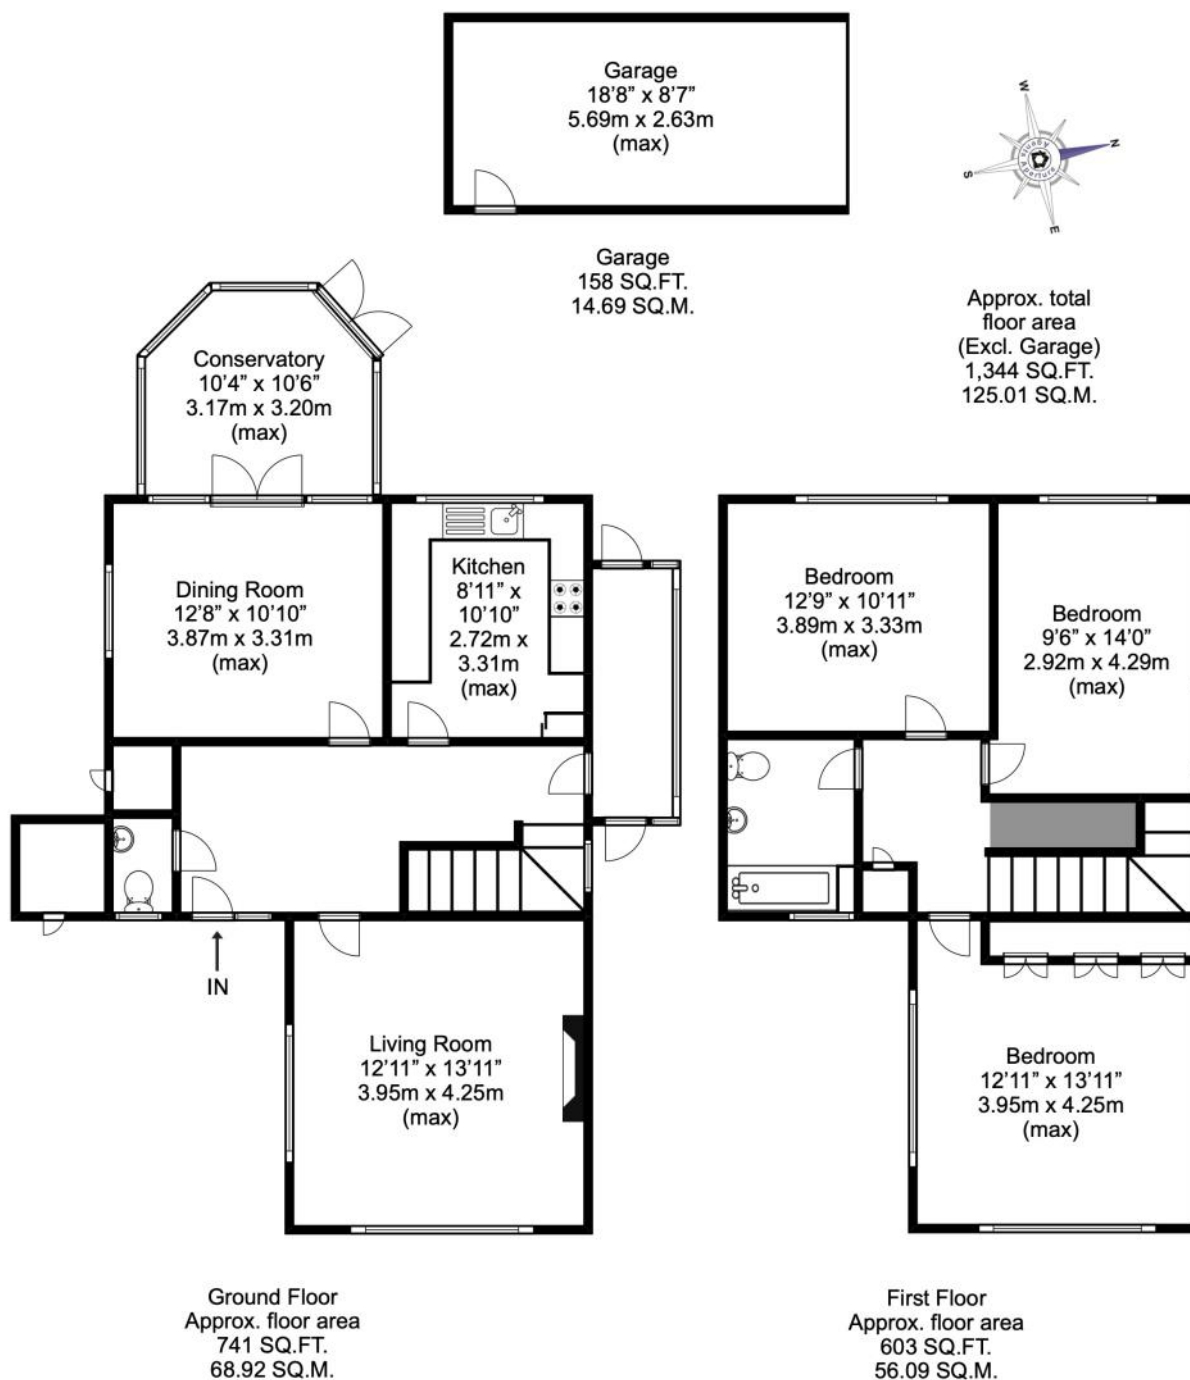 Garage
18'8" x 8'7"
5.69m x 2.63m
(max)
W
N
S
E
Aperture
Agents
Garage
158 SQ.FT.
14.69 SQ.M.
Approx. total
floor area
(Excl. Garage)
1,344 SQ.FT.
125.01 SQ.M.
Conservatory
10'4" x 10'6"
3.17m x 3.20m
(max)
Dining Room
12'8" x 10'10"
3.87m x 3.31m
(max)
Kitchen
8'11" x
10'10"
2.72m x
3.31m
(max)
Bedroom
12'9" x 10'11"
3.89m x 3.33m
(max)
Bedroom
9'6" x 14'0"
2.92m x 4.29m
(max)
IN
Living Room
12'11" x 13'11"
3.95m x 4.25m
(max)
Bedroom
12'11" x 13'11"
3.95m x 4.25m
(max)
Ground Floor
Approx. floor area
741 SQ.FT.
68.92 SQ.M.
First Floor
Approx. floor area
603 SQ.FT.
56.09 SQ.M.